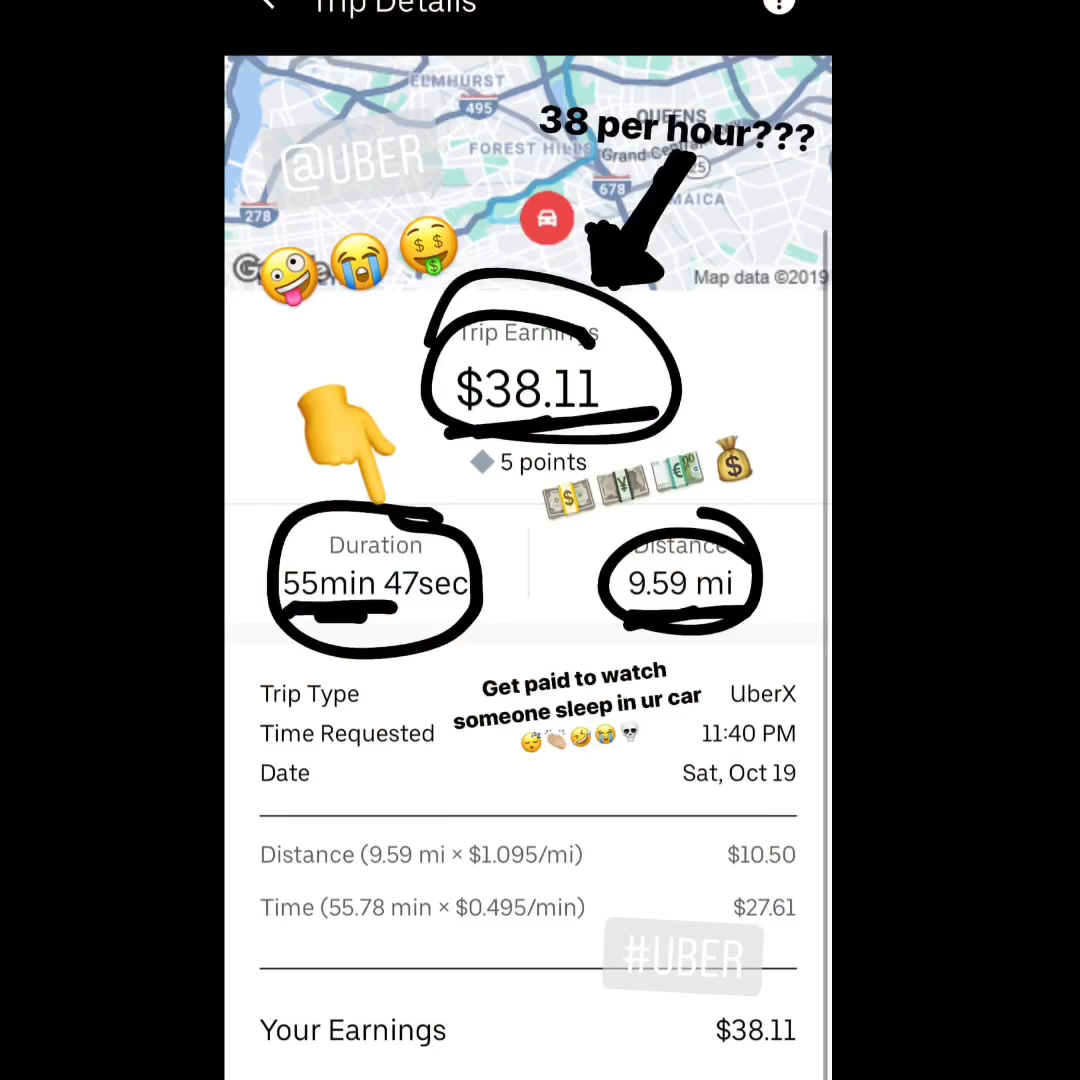 Trip Details
ELMHURST
495
QUEENS
38 per hour???
FOREST HILLS
Grand
@UBER
678
278
Map data ©2019
Trip Earnings
$38.11
5 points
Duration
Distance
55min 47sec
9.59 mi
Get paid to watch
someone sleep in ur car
Trip Type
UberX
Time Requested
11:40 PM
Date
Sat, Oct 19
Distance (9.59 mi × $1.095/mi)
$10.50
Time (55.78 min × $0.495/min)
$27.61
#UBER
Your Earnings
$38.11